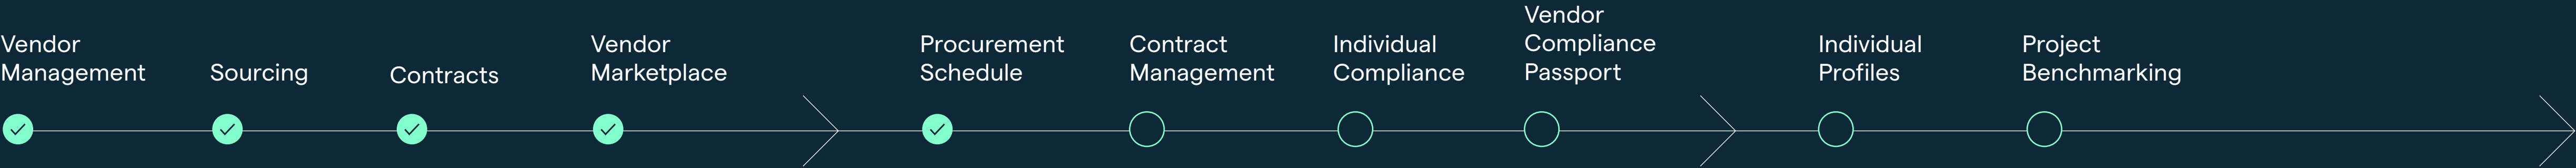 Vendor
Management
Sourcing
Contracts
Vendor
Marketplace
Procurement
Schedule
Contract
Management
Individual
Compliance
Vendor
Compliance
Passport
Individual
Profiles
Project
Benchmarking